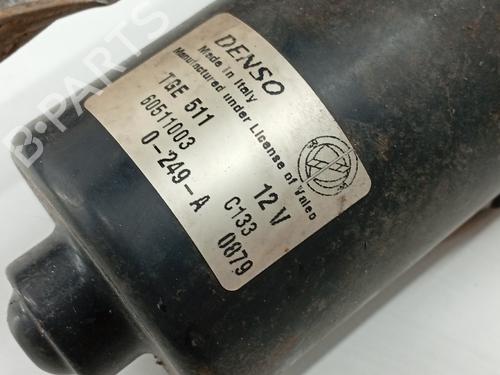 DENSO
Made in Italy
Manufactured under License of Valeo
TGE 511
12 V
60511003
C133
0-249-A
0879
B-PARTS